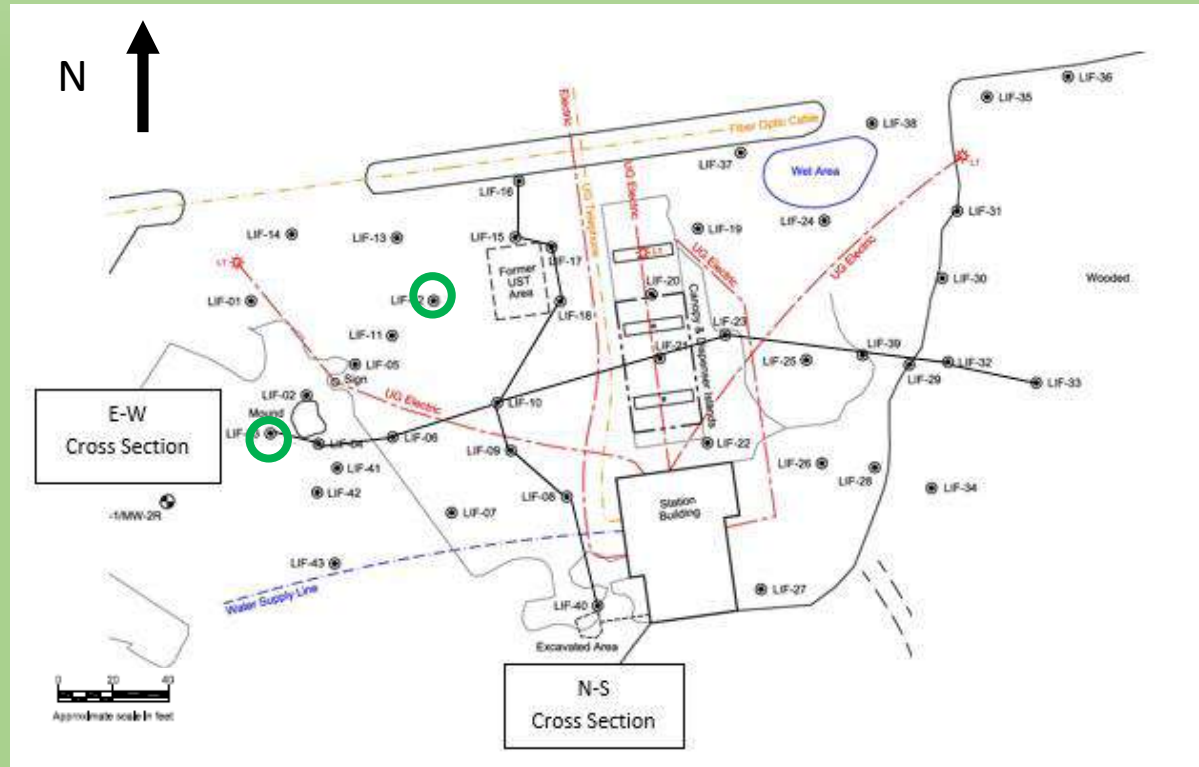 N
LIF-36
LIF-35
Electric
Fiber Optic Cable
LIF-38
LIF-37
UG Electric
Wet Area
LT
LIF-16
UG Telephone
LIF-31
LIF-24
LIF-14
LIF-13
LIF-15
LIF-19
LIF-17
UG Electric
LT
LT
Former
UST
Area
UG Electric
LIF-30
Wooded
LIF-20
LIF-01
LIF-18
Canopy & Dispenser Islands
LIF-11
LIF-23
LIF-21
LIF-39
LIF-25
LIF-32
LIF-05
LIF-29
LIF-33
Sign
UG Electric
LIF-02
LIF-10
E-W
Cross Section
Mound
LIF-04
LIF-06
LIF-22
LIF-09
LIF-41
LIF-26
LIF-28
LIF-42
LIF-34
LIF-08
-1/MW-2R
LIF-07
Station
Building
LIF-43
Water Supply Line
LIF-27
LIF-40
Excavated Area
N-S
Cross Section
0 20 40
Approximate scale in feet